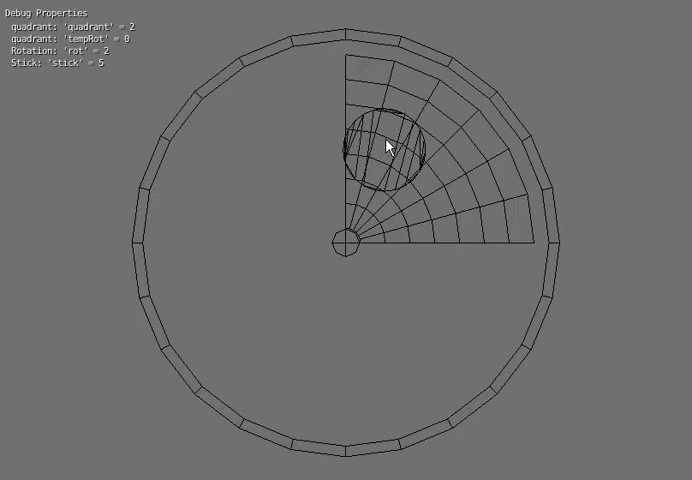 Debug Properties
quadrant: 'quadrant' = 2
quadrant: 'tempRot' = 0
Rotation: 'rot' = 2
Stick: 'stick' = 5